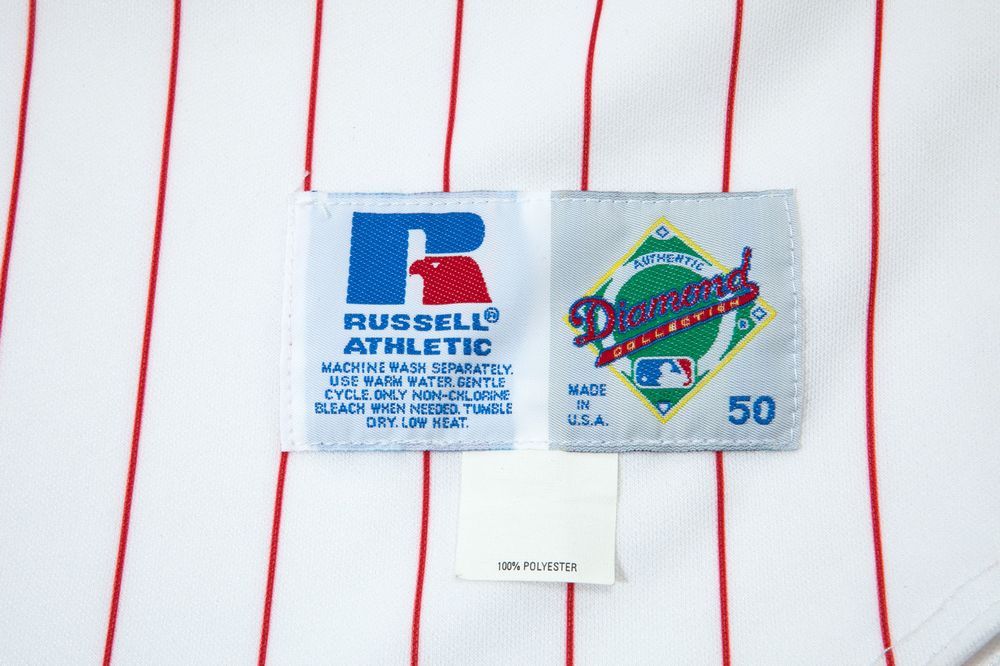 R
RUSSELL®
ATHLETIC
MACHINE WASH SEPARATELY.
USE WARM WATER. GENTLE
CYCLE. ONLY NON-CHLORINE
BLEACH WHEN NEEDED. TUMBLE
DRY. LOW HEAT.
AUTHENTIC
Diamond
COLLECTION
®
MADE
IN
U.S.A.
50
100% POLYESTER